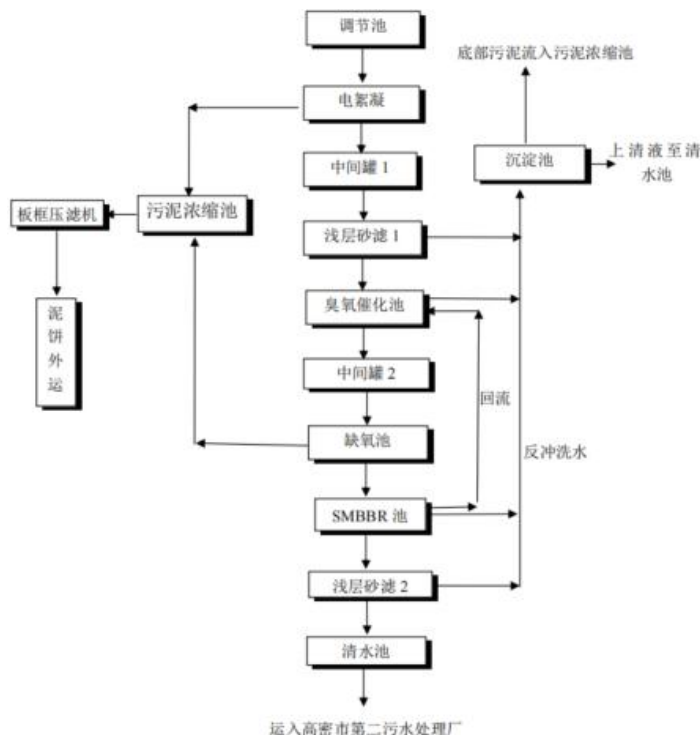 调节池
底部污泥流入污泥浓缩池
电絮凝
中间罐 1
沉淀池
上清液至清
水池
板框压滤机
污泥浓缩池
浅层砂滤 1
泥
饼
外
运
臭氧催化池
中间罐 2
回流
缺氧池
反冲洗水
SMBBR 池
浅层砂滤 2
清水池
运入高密市第二污水处理厂